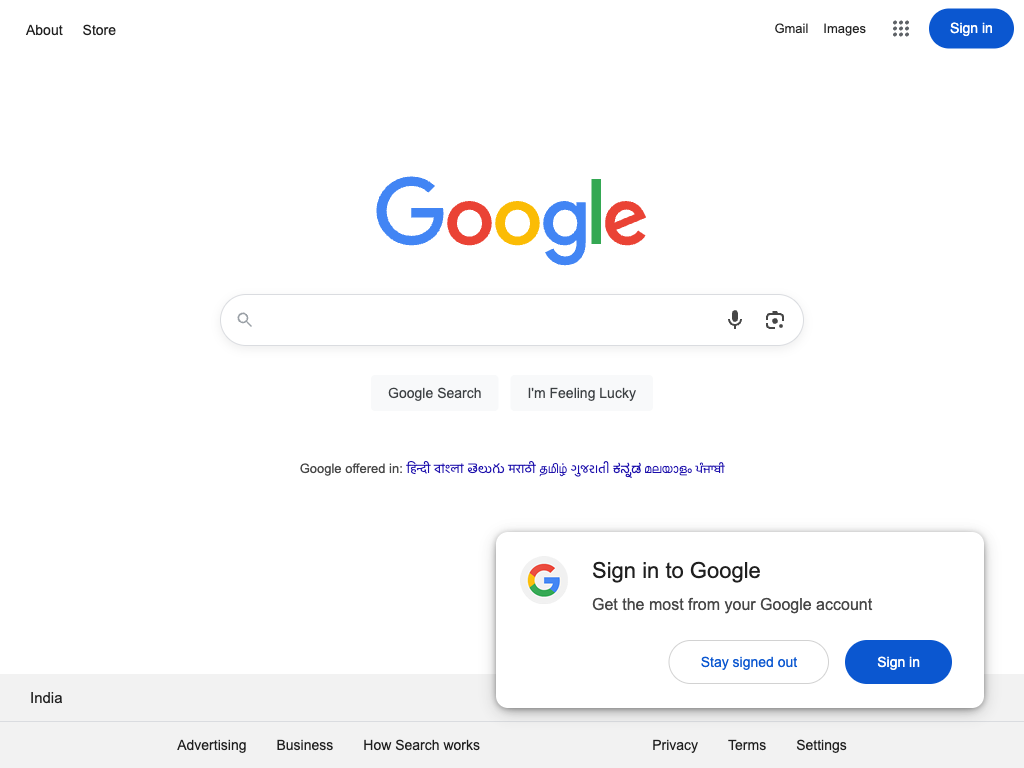 About Store
Gmail Images Sign in
Google
Google Search I'm Feeling Lucky
Google offered in: हिन्दी বাংলা తెలుగు मराठी தமிழ் ગુજરાતી ಕನ್ನಡ മലയാളം ਪੰਜਾਬੀ
Sign in to Google
Get the most from your Google account
Stay signed out Sign in
India
Advertising Business How Search works Privacy Terms Settings